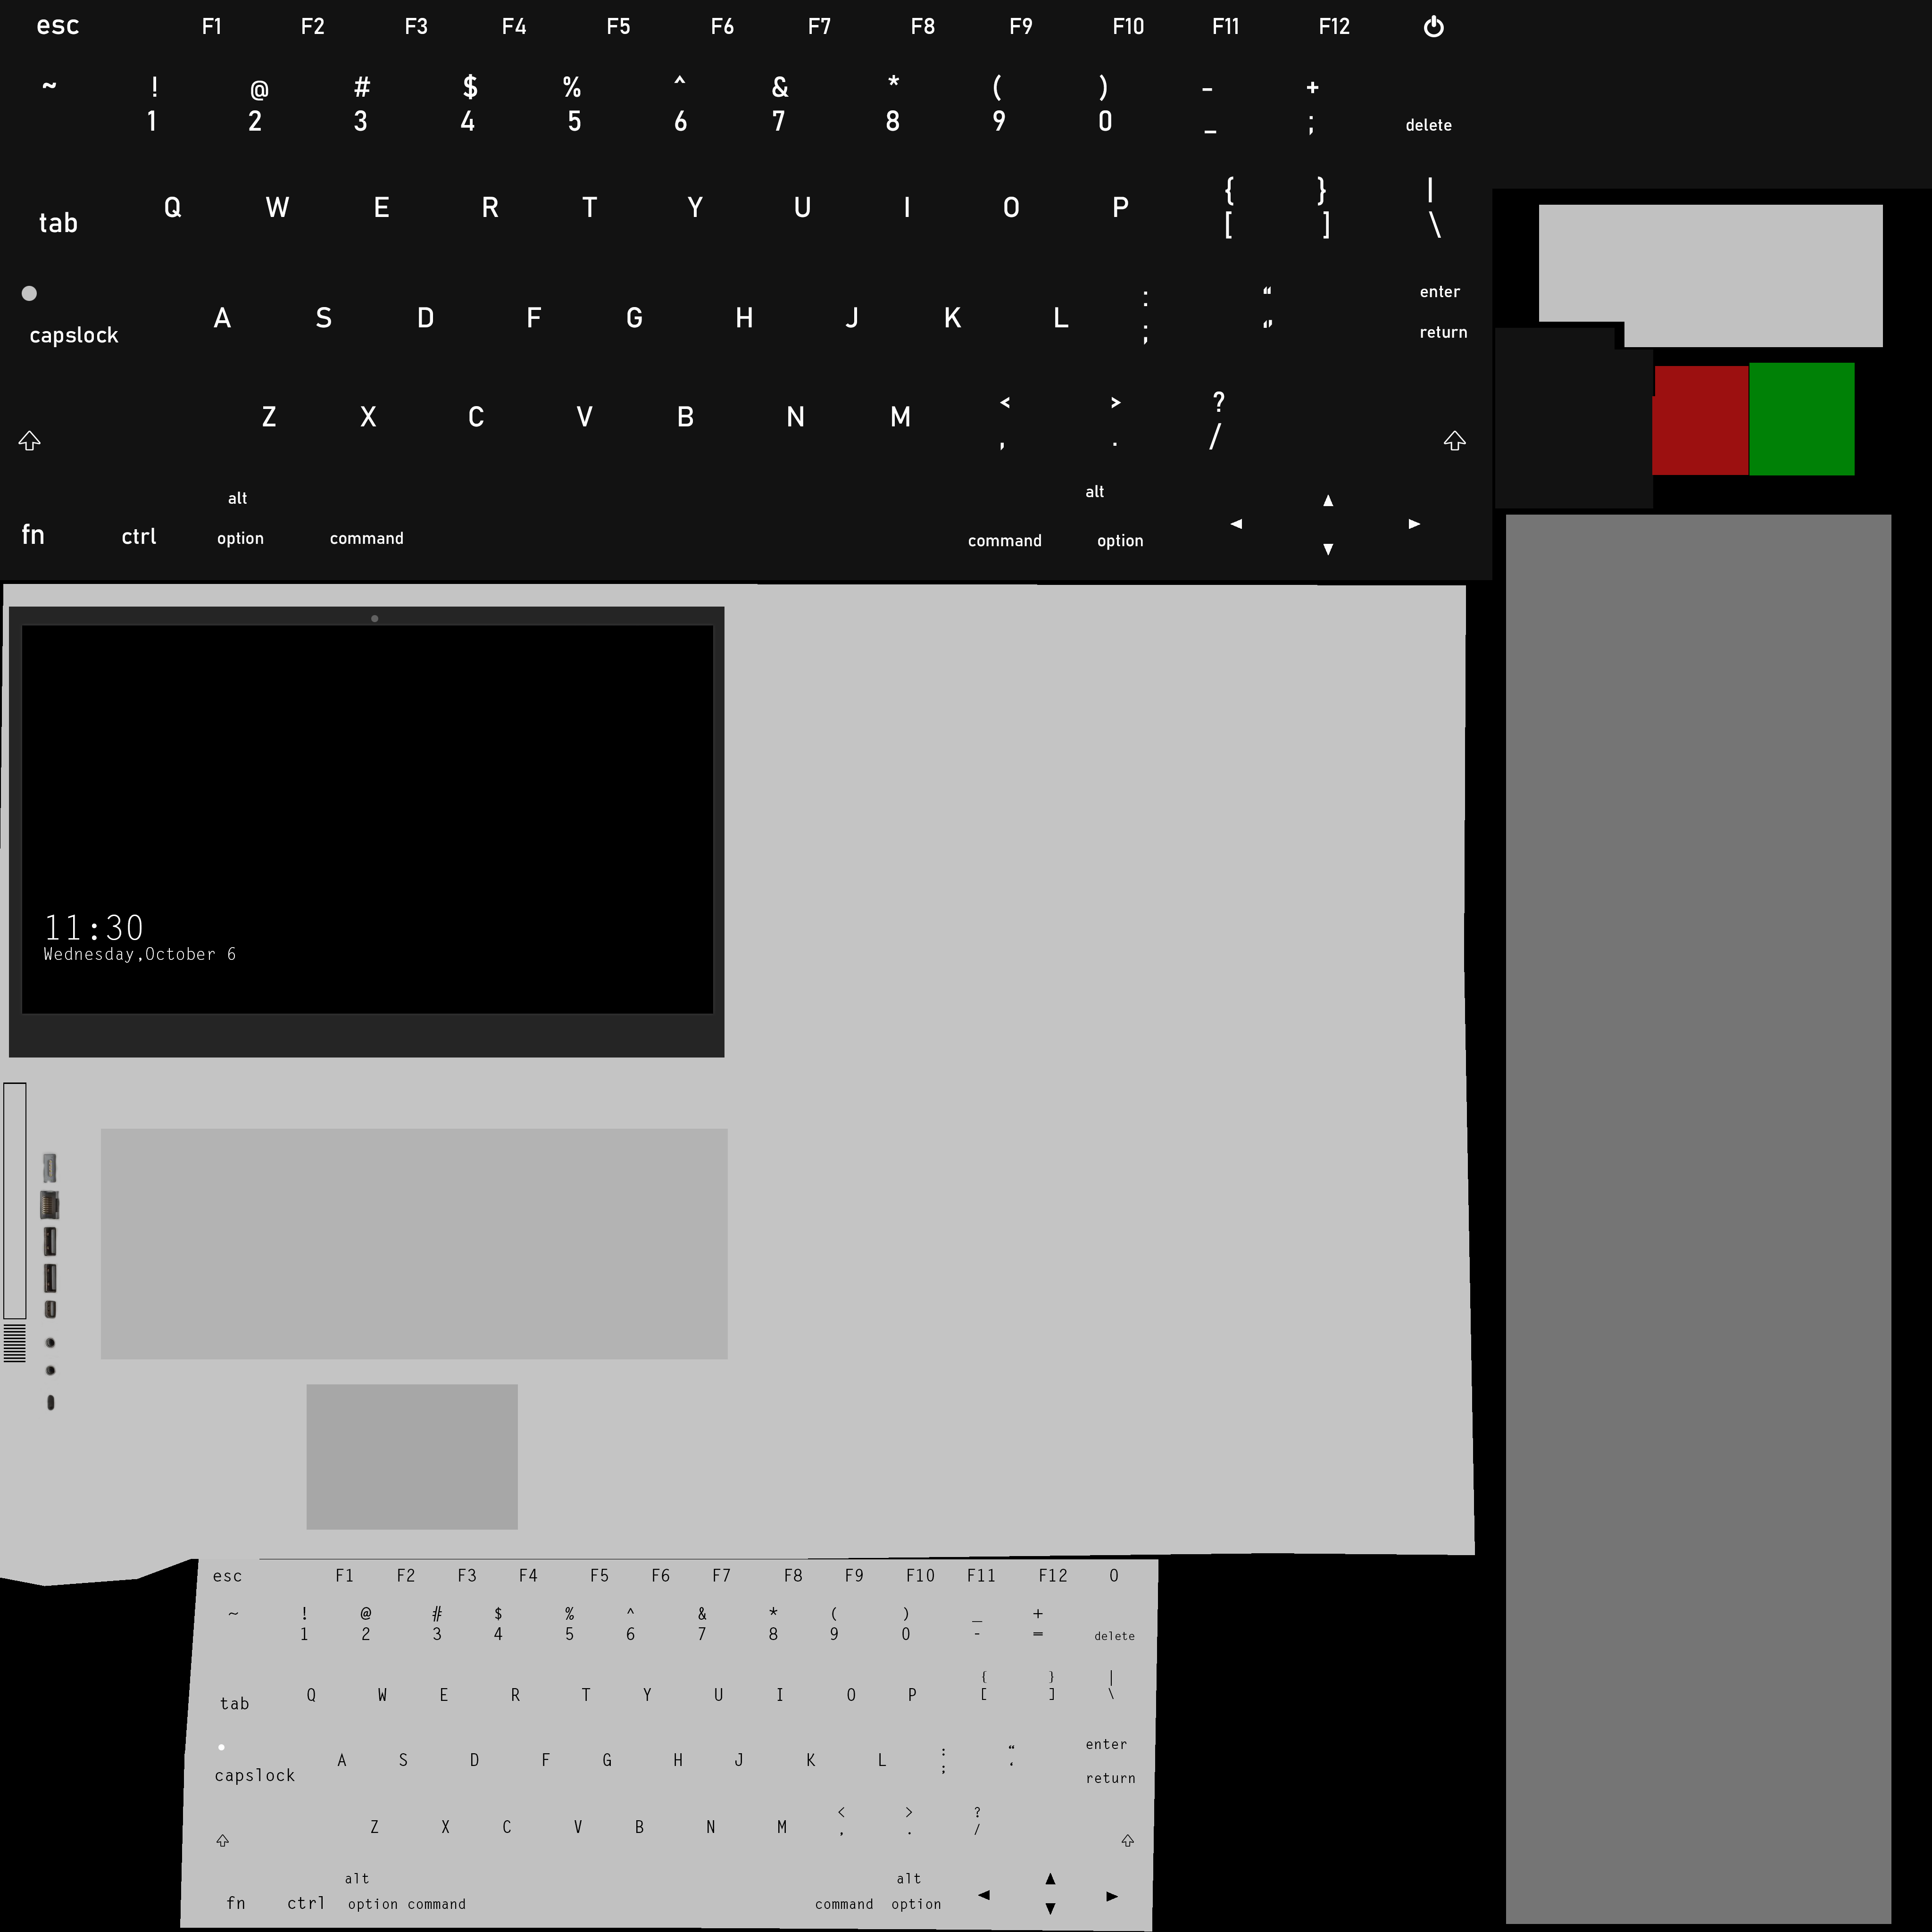 esc F1 F2 F3 F4 F5 F6 F7 F8 F9 F10 F11 F12
~ ! @ # $ % ^ & * ( ) - +
1 2 3 4 5 6 7 8 9 0 _ ; delete
{ } |
tab Q W E R T Y U I O P [ ] \
: “ enter
capslock A S D F G H J K L ; “” return
< > ?
Z X C V B N M , . /
alt alt
fn ctrl option command command option
11:30
Wednesday,October 6
esc F1 F2 F3 F4 F5 F6 F7 F8 F9 F10 F11 F12 O
~ ! @ # $ % ^ & * ( ) _ +
1 2 3 4 5 6 7 8 9 0 - = delete
{ } |
tab Q W E R T Y U I O P [ ] \
: “ enter
capslock A S D F G H J K L ; ‘ return
< > ?
Z X C V B N M , . /
alt alt
fn ctrl option command command option